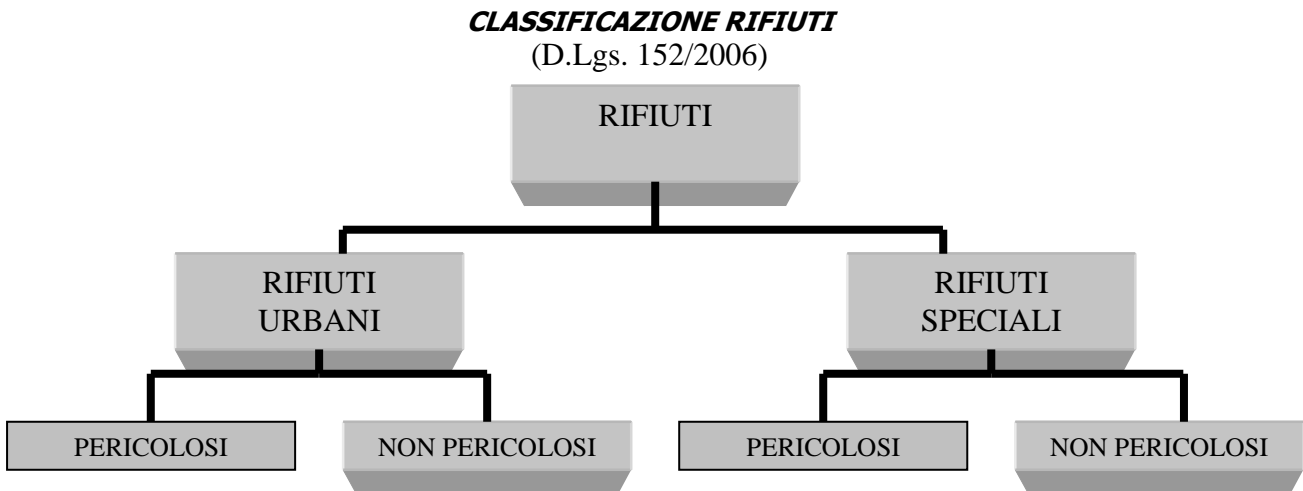 CLASSIFICAZIONE RIFIUTI
(D.Lgs. 152/2006)
RIFIUTI
RIFIUTI
URBANI
RIFIUTI
SPECIALI
PERICOLOSI
NON PERICOLOSI
PERICOLOSI
NON PERICOLOSI